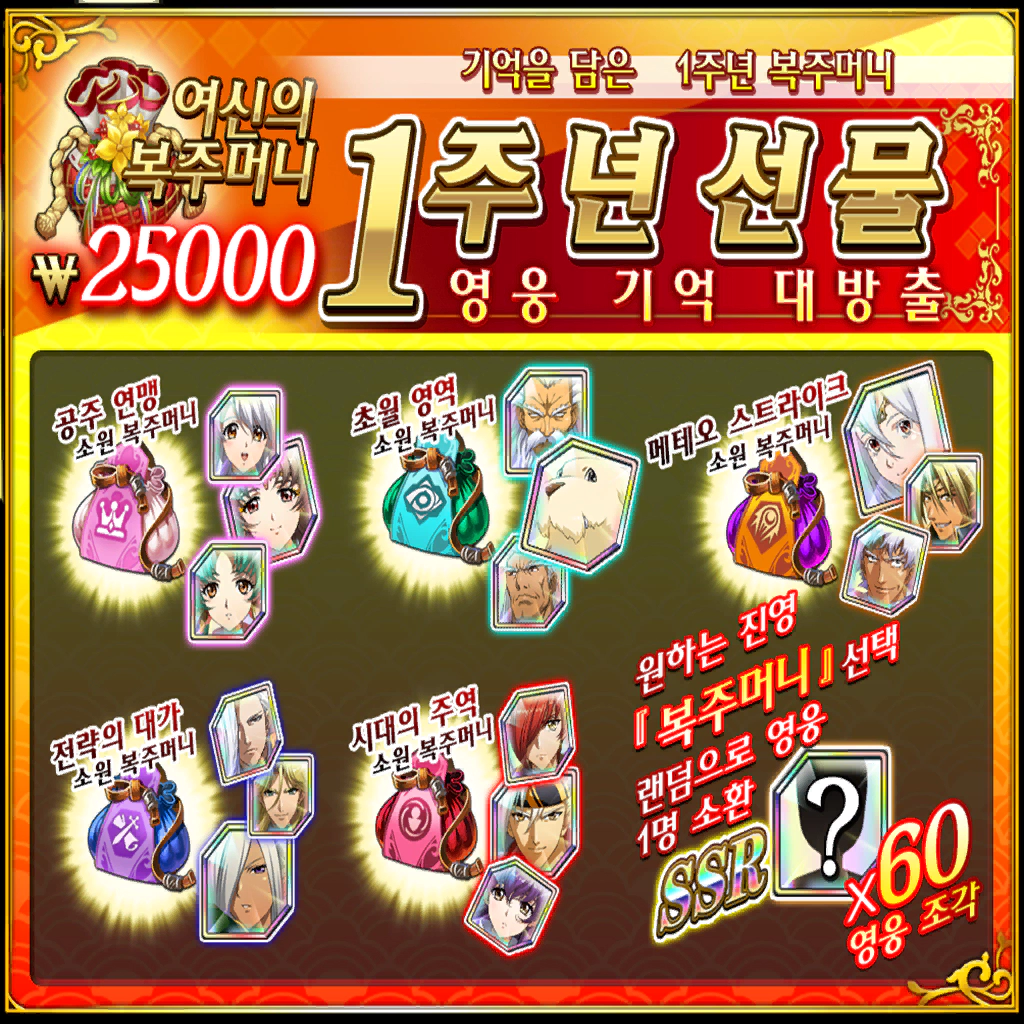 기억을 담은 1주년 복주머니
여신의
복주머니
₩25000
1주년 선물
영웅 기억 대방출
공주 연맹
소원 복주머니
초월 영역
소원 복주머니
메테오 스트라이크
소원 복주머니
전략의 대가
소원 복주머니
시대의 주역
소원 복주머니
원하는 진영
『복주머니』선택
랜덤으로 영웅
1명 소환
SSR
?
x60
영웅 조각